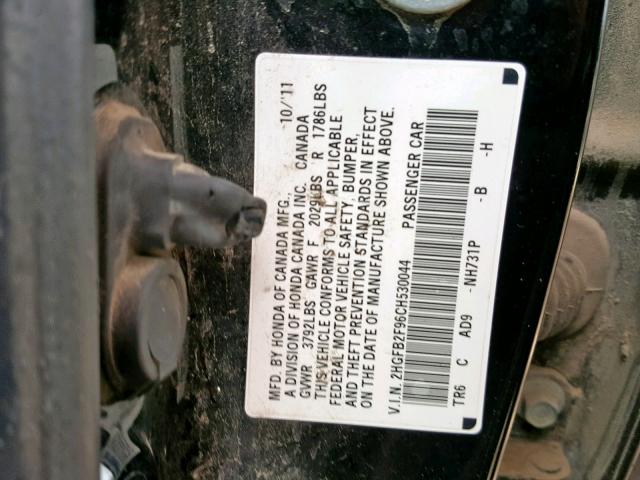 MFD. BY HONDA OF CANADA MFG., 10/'11
A DIVISION OF HONDA CANADA INC. CANADA
GVWR 3792LBS GAWR F 2029LBS R 1786LBS
THIS VEHICLE CONFORMS TO ALL APPLICABLE
FEDERAL MOTOR VEHICLE SAFETY, BUMPER,
AND THEFT PREVENTION STANDARDS IN EFFECT
ON THE DATE OF MANUFACTURE SHOWN ABOVE.
V.I.N. 2HGFB2F96CH530044 PASSENGER CAR
TR6 C AD9 -NH731P -B -H